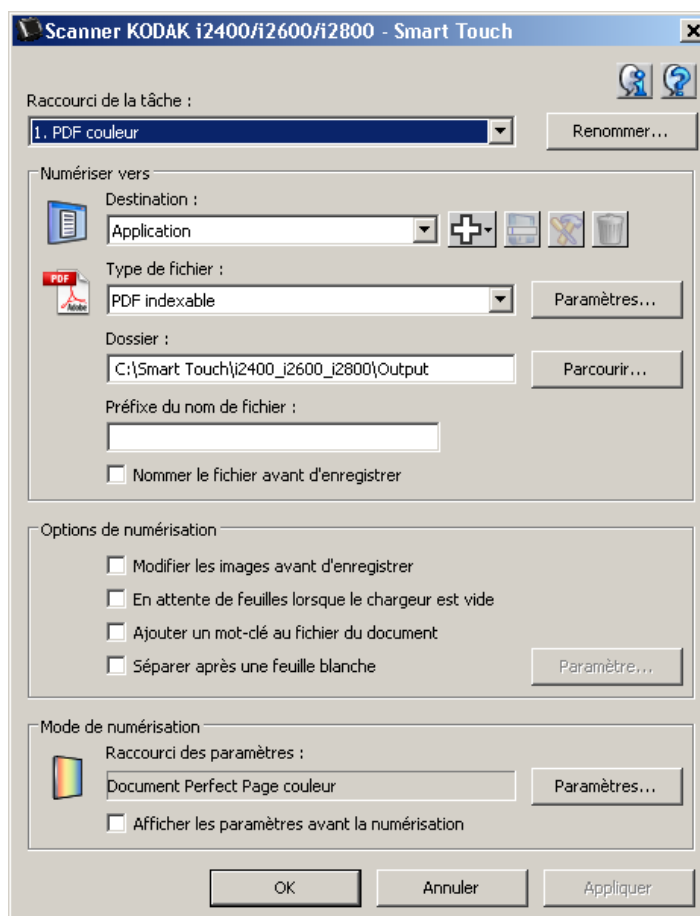 Scanner KODAK i2400/i2600/i2800 - Smart Touch
Raccourci de la tâche :
1. PDF couleur
Renommer...
Numériser vers
Destination :
Application
Type de fichier :
PDF
Adobe
PDF indexable
Paramètres...
Dossier :
C:\Smart Touch\i2400_i2600_i2800\Output
Parcourir...
Préfixe du nom de fichier :
Nommer le fichier avant d'enregistrer
Options de numérisation
Modifier les images avant d'enregistrer
En attente de feuilles lorsque le chargeur est vide
Ajouter un mot-clé au fichier du document
Séparer après une feuille blanche
Paramètre...
Mode de numérisation
Raccourci des paramètres :
Document Perfect Page couleur
Paramètres...
Afficher les paramètres avant la numérisation
OK
Annuler
Appliquer